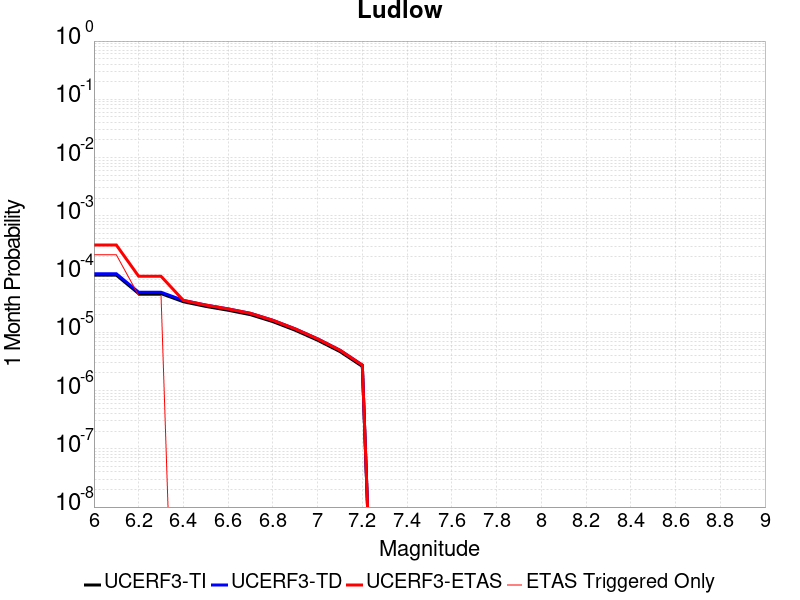 Ludlow
10^0
10^-1
10^-2
10^-3
10^-4
10^-5
10^-6
10^-7
10^-8
1 Month Probability
6 6.2 6.4 6.6 6.8 7 7.2 7.4 7.6 7.8 8 8.2 8.4 8.6 8.8 9
Magnitude
UCERF3-TI UCERF3-TD UCERF3-ETAS ETAS Triggered Only